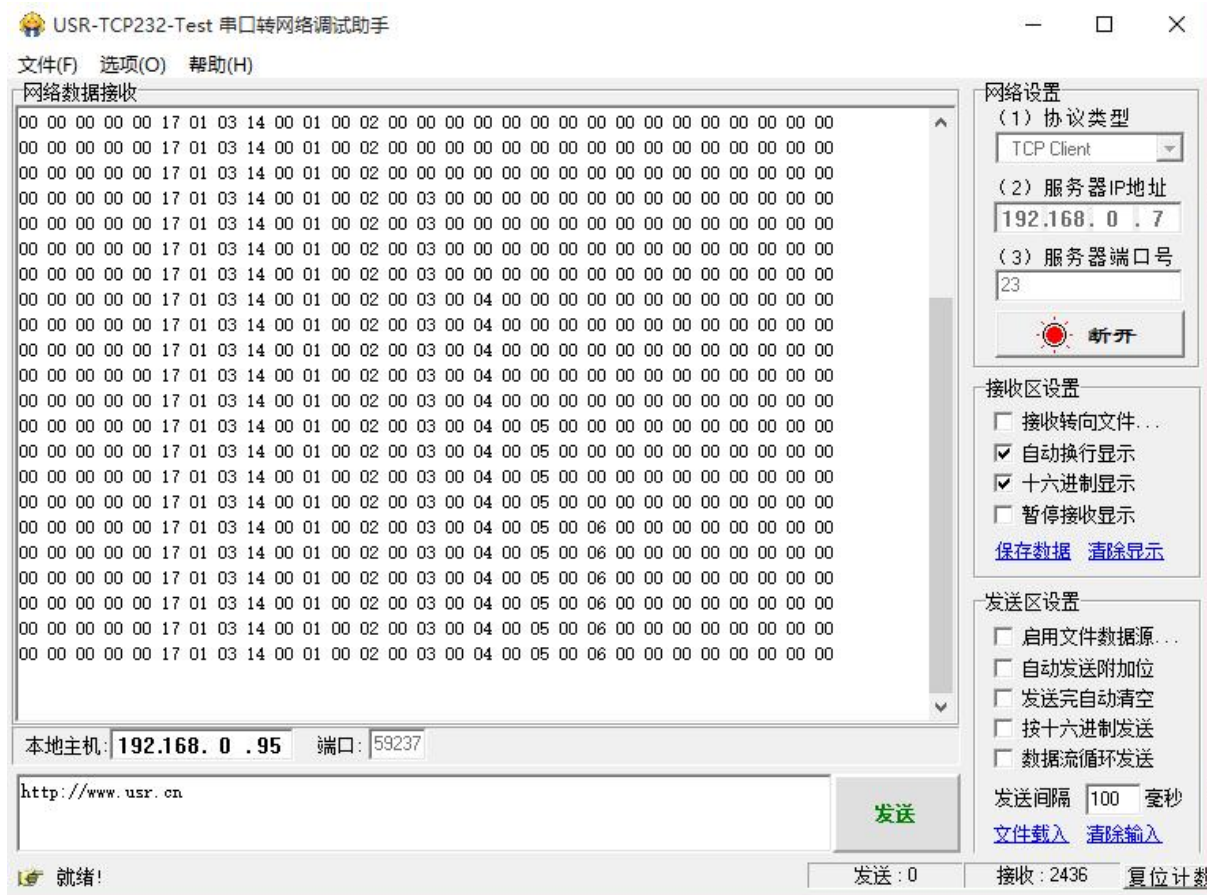 USR-TCP232-Test 串口转网络调试助手
文件(F) 选项(O) 帮助(H)
网络数据接收
00 00 00 00 00 17 01 03 14 00 01 00 02 00 00 00 00 00 00 00 00 00 00 00 00 00 00 00 00
00 00 00 00 00 17 01 03 14 00 01 00 02 00 00 00 00 00 00 00 00 00 00 00 00 00 00 00 00
00 00 00 00 00 17 01 03 14 00 01 00 02 00 00 00 00 00 00 00 00 00 00 00 00 00 00 00 00
00 00 00 00 00 17 01 03 14 00 01 00 02 00 03 00 00 00 00 00 00 00 00 00 00 00 00 00 00
00 00 00 00 00 17 01 03 14 00 01 00 02 00 03 00 00 00 00 00 00 00 00 00 00 00 00 00 00
00 00 00 00 00 17 01 03 14 00 01 00 02 00 03 00 00 00 00 00 00 00 00 00 00 00 00 00 00
00 00 00 00 00 17 01 03 14 00 01 00 02 00 03 00 00 00 00 00 00 00 00 00 00 00 00 00 00
00 00 00 00 00 17 01 03 14 00 01 00 02 00 03 00 04 00 00 00 00 00 00 00 00 00 00 00 00
00 00 00 00 00 17 01 03 14 00 01 00 02 00 03 00 04 00 00 00 00 00 00 00 00 00 00 00 00
00 00 00 00 00 17 01 03 14 00 01 00 02 00 03 00 04 00 00 00 00 00 00 00 00 00 00 00 00
00 00 00 00 00 17 01 03 14 00 01 00 02 00 03 00 04 00 00 00 00 00 00 00 00 00 00 00 00
00 00 00 00 00 17 01 03 14 00 01 00 02 00 03 00 04 00 00 00 00 00 00 00 00 00 00 00 00
00 00 00 00 00 17 01 03 14 00 01 00 02 00 03 00 04 00 05 00 00 00 00 00 00 00 00 00 00
00 00 00 00 00 17 01 03 14 00 01 00 02 00 03 00 04 00 05 00 00 00 00 00 00 00 00 00 00
00 00 00 00 00 17 01 03 14 00 01 00 02 00 03 00 04 00 05 00 00 00 00 00 00 00 00 00 00
00 00 00 00 00 17 01 03 14 00 01 00 02 00 03 00 04 00 05 00 00 00 00 00 00 00 00 00 00
00 00 00 00 00 17 01 03 14 00 01 00 02 00 03 00 04 00 05 00 06 00 00 00 00 00 00 00 00
00 00 00 00 00 17 01 03 14 00 01 00 02 00 03 00 04 00 05 00 06 00 00 00 00 00 00 00 00
00 00 00 00 00 17 01 03 14 00 01 00 02 00 03 00 04 00 05 00 06 00 00 00 00 00 00 00 00
00 00 00 00 00 17 01 03 14 00 01 00 02 00 03 00 04 00 05 00 06 00 00 00 00 00 00 00 00
00 00 00 00 00 17 01 03 14 00 01 00 02 00 03 00 04 00 05 00 06 00 00 00 00 00 00 00 00
00 00 00 00 00 17 01 03 14 00 01 00 02 00 03 00 04 00 05 00 06 00 00 00 00 00 00 00 00
本地主机: 192.168. 0 .95 端口: 59237
http://www.usr.cn
发送
网络设置
(1) 协议类型
TCP Client
(2) 服务器IP地址
192.168. 0 . 7
(3) 服务器端口号
23
断开
接收区设置
接收转向文件...
自动换行显示
十六进制显示
暂停接收显示
保存数据 清除显示
发送区设置
启用文件数据源...
自动发送附加位
发送完自动清空
按十六进制发送
数据流循环发送
发送间隔 100 毫秒
文件载入 清除输入
就绪! 发送 : 0 接收 : 2436 复位计数